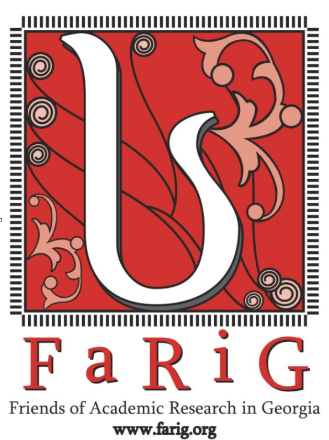 ს
FaRiG
Friends of Academic Research in Georgia
www.farig.org